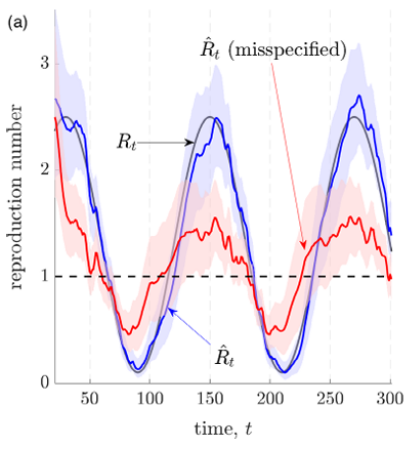 (a)
R̂ₜ (misspecified)
3
Rₜ
2
1
R̂ₜ
0
50 100 150 200 250 300
reproduction number
time, t